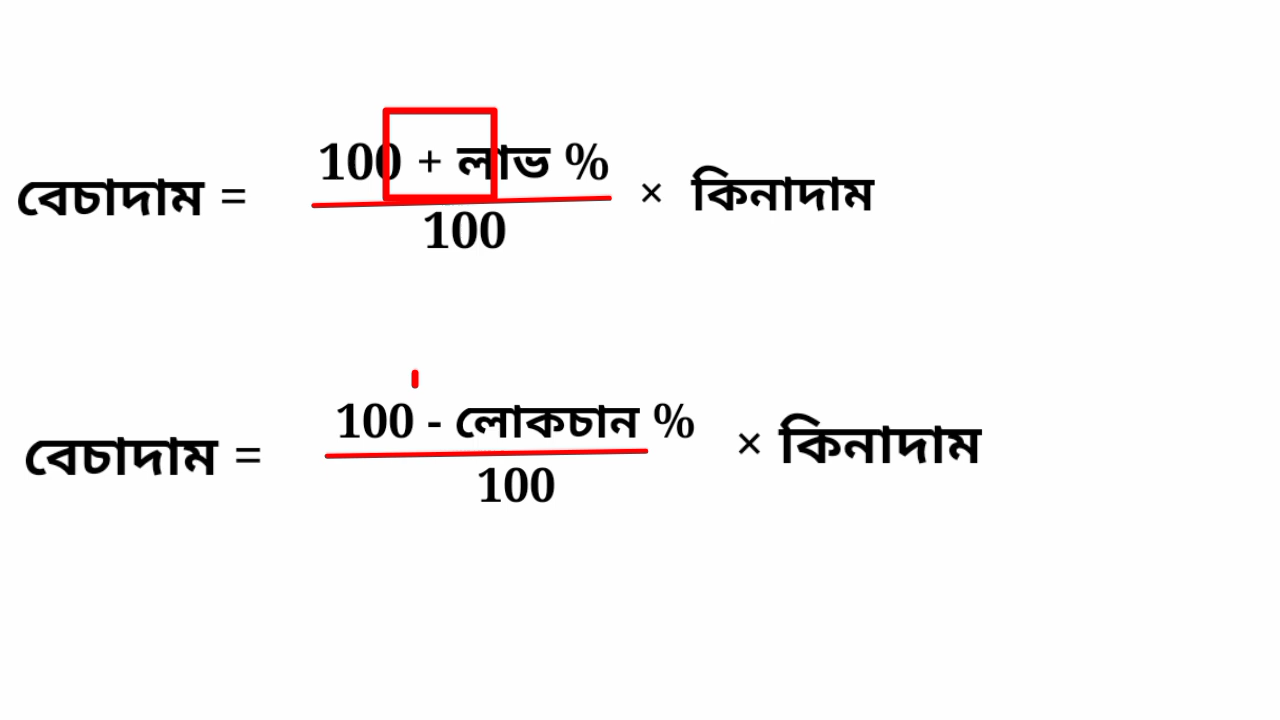 বেচাদাম = 100 + লাভ % / 100 × কিনাদাম
বেচাদাম = 100 - লোকচান % / 100 × কিনাদাম